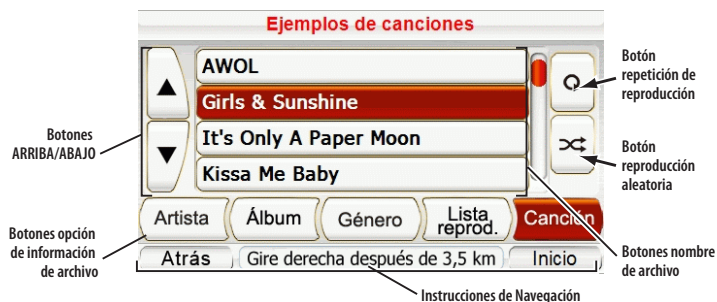 Ejemplos de canciones
AWOL
Girls & Sunshine
It's Only A Paper Moon
Kissa Me Baby
Botones
ARRIBA/ABAJO
Botón
repetición de
reproducción
Botón
reproducción
aleatoria
Artista
Álbum
Género
Lista
reprod.
Canción
Botones opción
de información
de archivo
Atrás
Gire derecha después de 3,5 km
Inicio
Botones nombre
de archivo
Instrucciones de Navegación